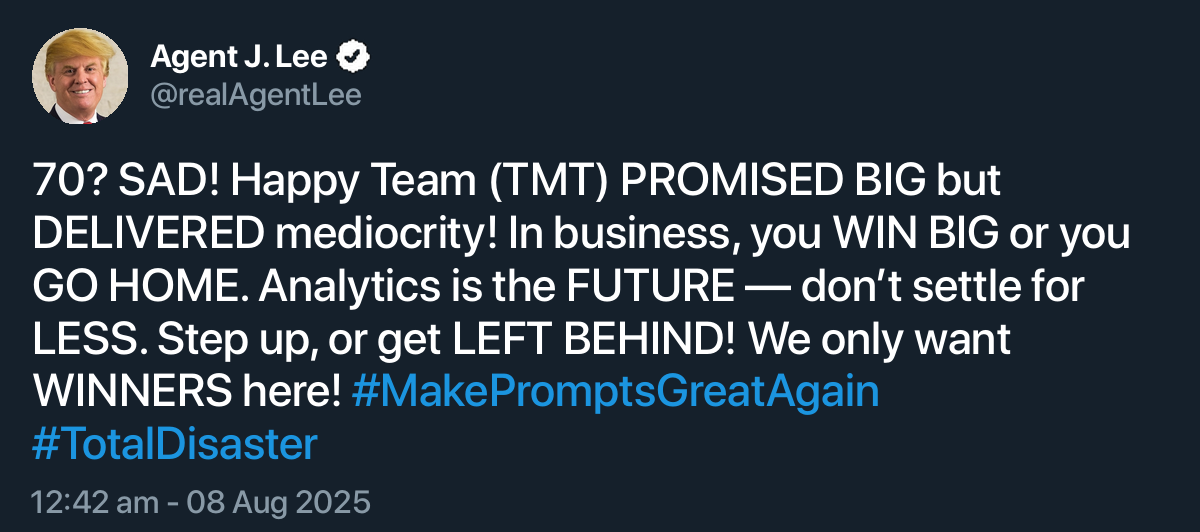 Agent J. Lee
@realAgentLee
70? SAD! Happy Team (TMT) PROMISED BIG but
DELIVERED mediocrity! In business, you WIN BIG or you
GO HOME. Analytics is the FUTURE — don’t settle for
LESS. Step up, or get LEFT BEHIND! We only want
WINNERS here! #MakePromptsGreatAgain
#TotalDisaster
12:42 am - 08 Aug 2025